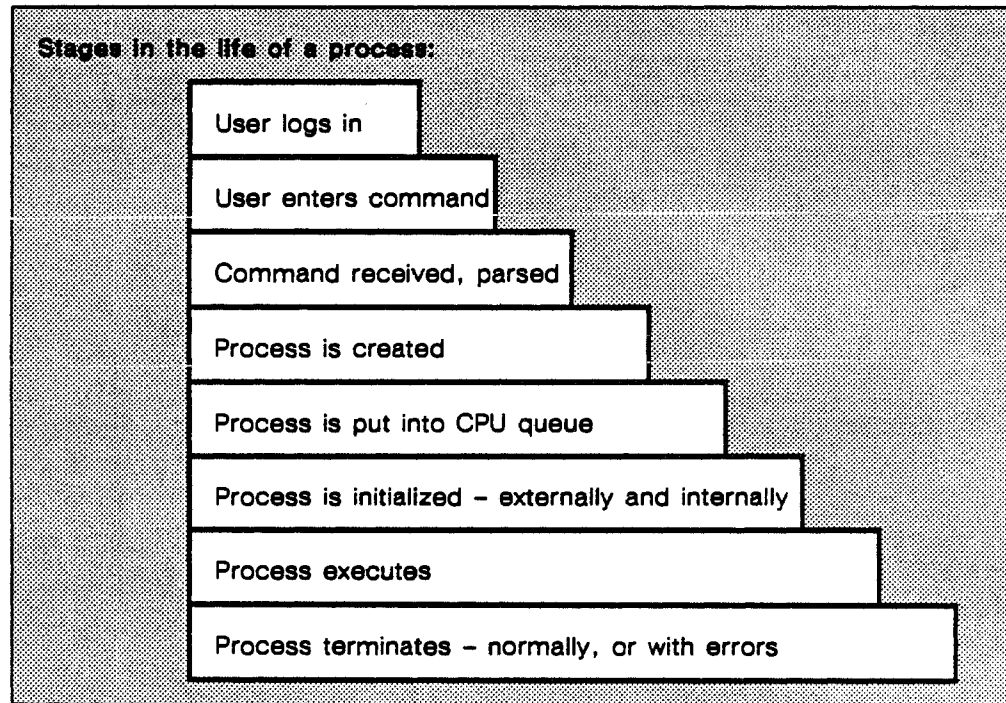 Stages in the life of a process:
User logs in
User enters command
Command received, parsed
Process is created
Process is put into CPU queue
Process is initialized – externally and internally
Process executes
Process terminates – normally, or with errors